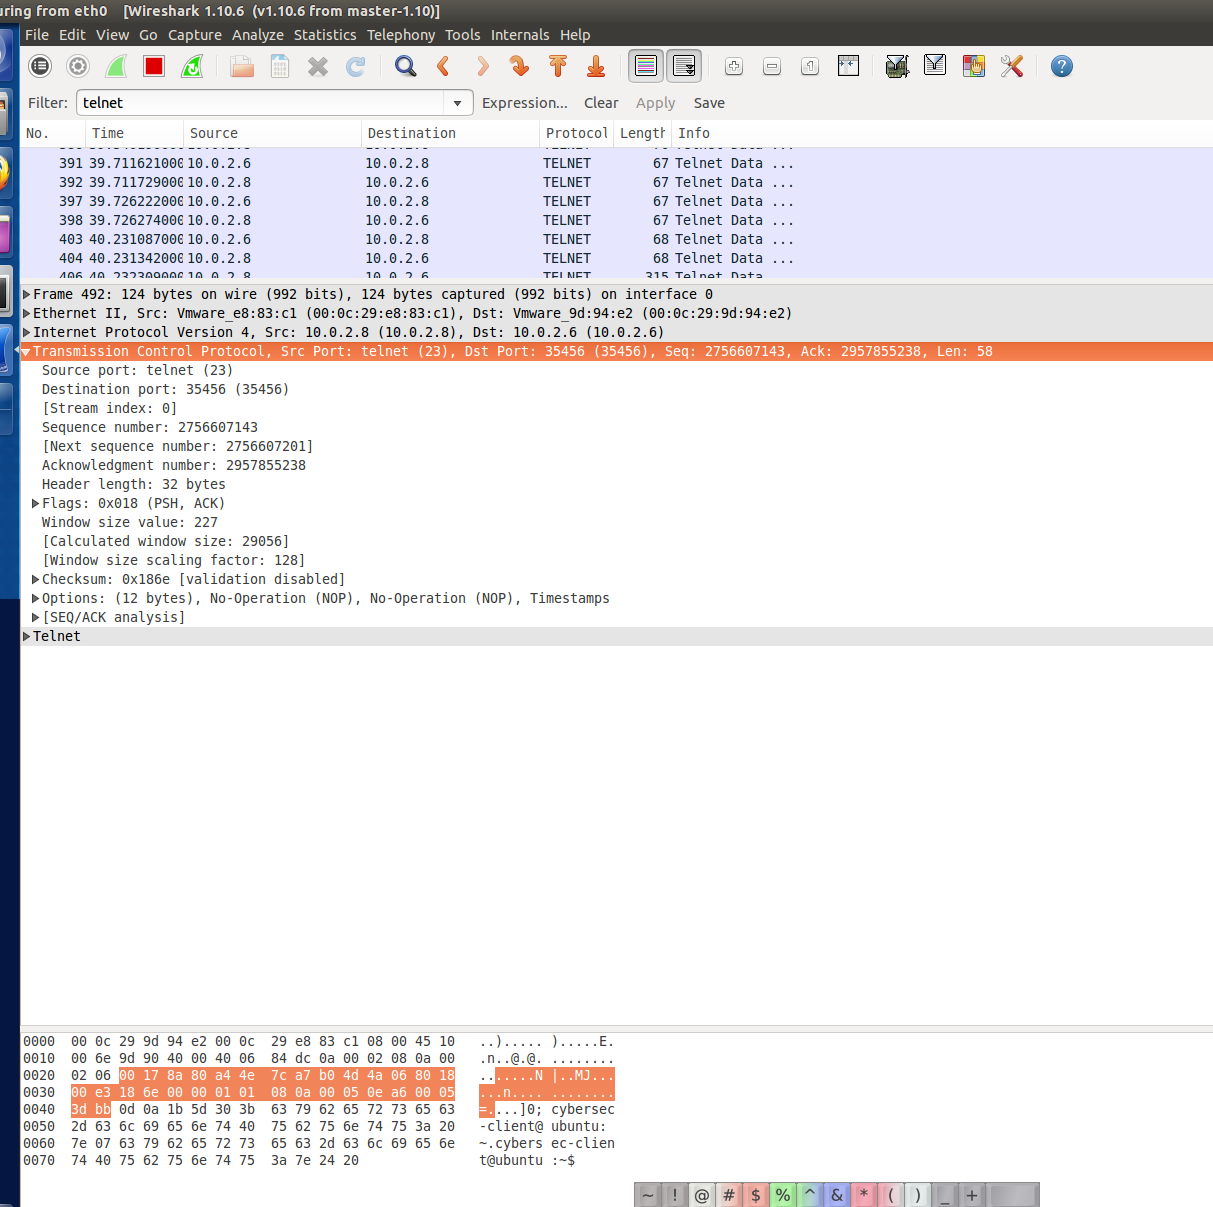 uring from eth0    [Wireshark 1.10.6  (v1.10.6 from master-1.10)]
File  Edit  View  Go  Capture  Analyze  Statistics  Telephony  Tools  Internals  Help
Filter: telnet Expression... Clear Apply Save
No. Time Source Destination Protocol Length Info
391 39.711621000 10.0.2.6 10.0.2.8 TELNET 67 Telnet Data ...
392 39.711729000 10.0.2.8 10.0.2.6 TELNET 67 Telnet Data ...
397 39.726222000 10.0.2.6 10.0.2.8 TELNET 67 Telnet Data ...
398 39.726274000 10.0.2.8 10.0.2.6 TELNET 67 Telnet Data ...
403 40.231087000 10.0.2.6 10.0.2.8 TELNET 68 Telnet Data ...
404 40.231342000 10.0.2.8 10.0.2.6 TELNET 68 Telnet Data ...
406 40.232309000 10.0.2.8 10.0.2.6 TELNET 315 Telnet Data
Frame 492: 124 bytes on wire (992 bits), 124 bytes captured (992 bits) on interface 0
Ethernet II, Src: Vmware_e8:83:c1 (00:0c:29:e8:83:c1), Dst: Vmware_9d:94:e2 (00:0c:29:9d:94:e2)
Internet Protocol Version 4, Src: 10.0.2.8 (10.0.2.8), Dst: 10.0.2.6 (10.0.2.6)
Transmission Control Protocol, Src Port: telnet (23), Dst Port: 35456 (35456), Seq: 2756607143, Ack: 2957855238, Len: 58
Source port: telnet (23)
Destination port: 35456 (35456)
[Stream index: 0]
Sequence number: 2756607143
[Next sequence number: 2756607201]
Acknowledgment number: 2957855238
Header length: 32 bytes
Flags: 0x018 (PSH, ACK)
Window size value: 227
[Calculated window size: 29056]
[Window size scaling factor: 128]
Checksum: 0x186e [validation disabled]
Options: (12 bytes), No-Operation (NOP), No-Operation (NOP), Timestamps
[SEQ/ACK analysis]
Telnet
0000  00 0c 29 9d 94 e2 00 0c  29 e8 83 c1 08 00 45 10   ..)..... ).....E.
0010  00 6e 9d 90 40 00 40 06  84 dc 0a 00 02 08 0a 00   .n..@.@. ........
0020  02 06 00 17 8a 80 a4 4e  7c a7 b0 4d 4a 06 80 18   .......N |..MJ...
0030  00 e3 18 6e 00 00 01 01  08 0a 00 05 0e a6 00 05   ...n.... ........
0040  3d bb 0d 0a 1b 5d 30 3b  63 79 62 65 72 73 65 63   =....]0; cybersec
0050  2d 63 6c 69 65 6e 74 40  75 62 75 6e 74 75 3a 20   -client@ ubuntu:
0060  7e 07 63 79 62 65 72 73  65 63 2d 63 6c 69 65 6e   ~.cybers ec-clien
0070  74 40 75 62 75 6e 74 75  3a 7e 24 20   t@ubuntu :~$
~ ! @ # $ % ^ & * ( ) _ +